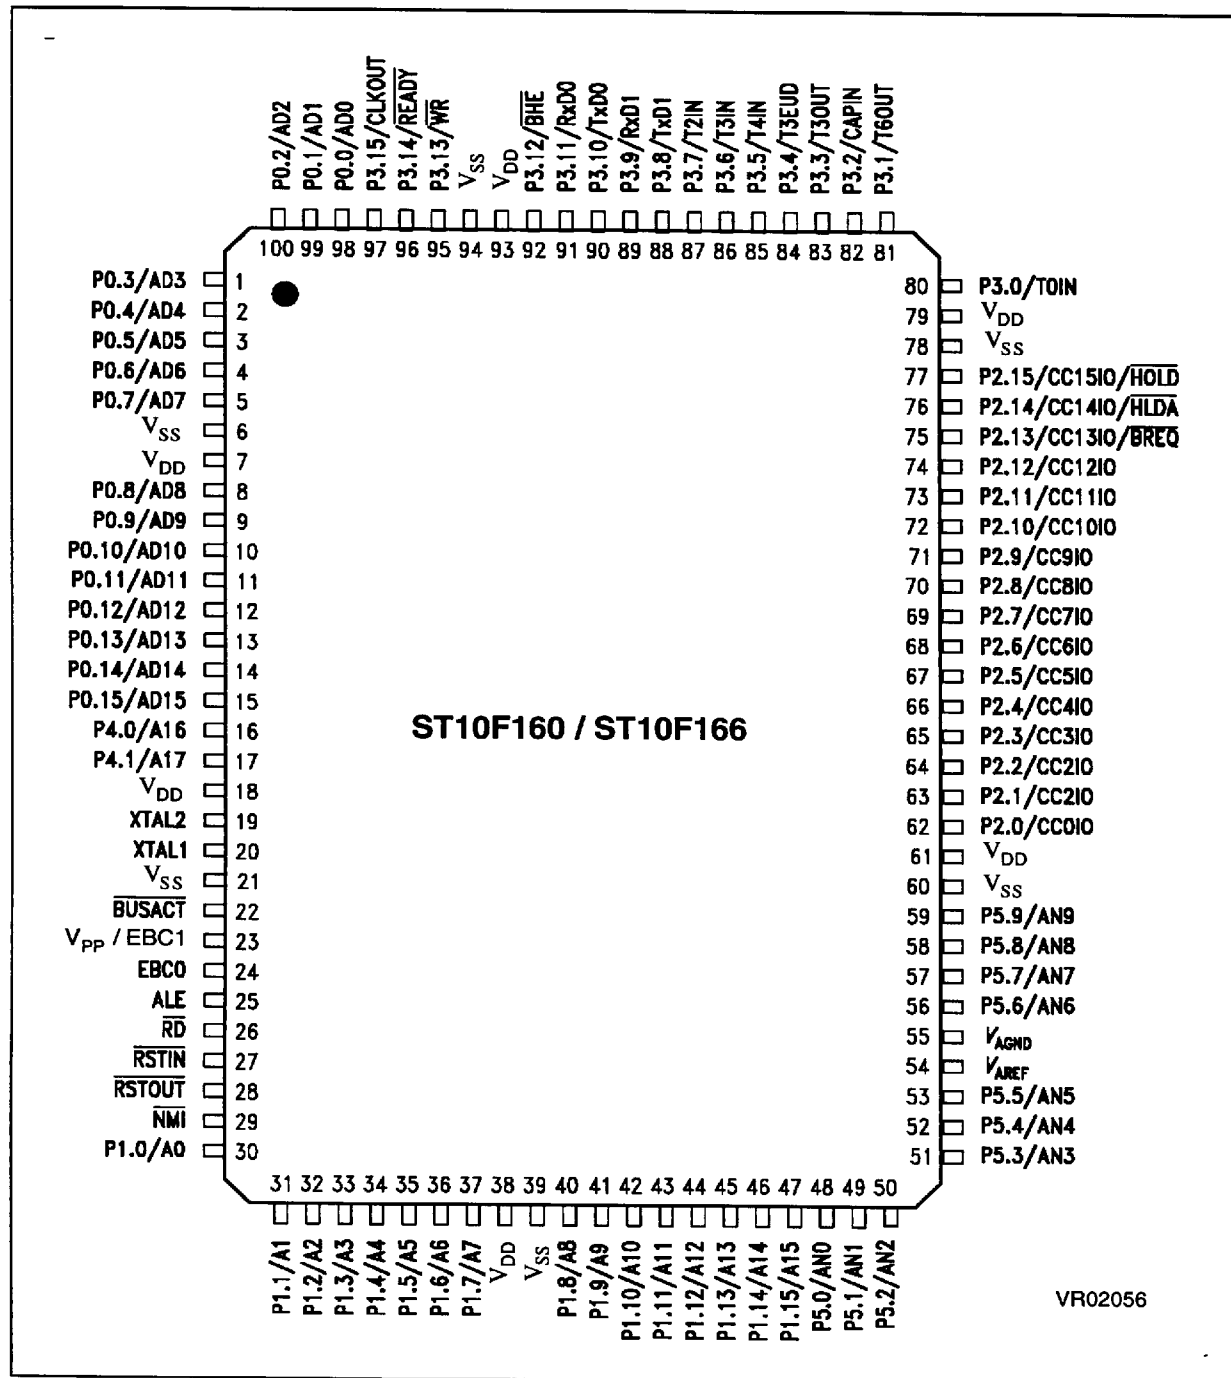 P0.2/AD2
P0.1/AD1
P0.0/AD0
P3.15/CLKOUT
P3.14/READY
P3.13/WR
VSS
VDD
P3.12/BHE
P3.11/RxD0
P3.10/TxD0
P3.9/RxD1
P3.8/TxD1
P3.7/T2IN
P3.6/T3IN
P3.5/T4IN
P3.4/T3EUD
P3.3/T3OUT
P3.2/CAPIN
P3.1/T6OUT
100 99 98 97 96 95 94 93 92 91 90 89 88 87 86 85 84 83 82 81
P0.3/AD3 1
P0.4/AD4 2
P0.5/AD5 3
P0.6/AD6 4
P0.7/AD7 5
VSS 6
VDD 7
P0.8/AD8 8
P0.9/AD9 9
P0.10/AD10 10
P0.11/AD11 11
P0.12/AD12 12
P0.13/AD13 13
P0.14/AD14 14
P0.15/AD15 15
P4.0/A16 16
P4.1/A17 17
VDD 18
XTAL2 19
XTAL1 20
VSS 21
BUSACT 22
VPP / EBC1 23
EBC0 24
ALE 25
RD 26
RSTIN 27
RSTOUT 28
NMI 29
P1.0/A0 30
ST10F160 / ST10F166
80 P3.0/T0IN
79 VDD
78 VSS
77 P2.15/CC15IO/HOLD
76 P2.14/CC14IO/HLDA
75 P2.13/CC13IO/BREQ
74 P2.12/CC12IO
73 P2.11/CC11IO
72 P2.10/CC10IO
71 P2.9/CC9IO
70 P2.8/CC8IO
69 P2.7/CC7IO
68 P2.6/CC6IO
67 P2.5/CC5IO
66 P2.4/CC4IO
65 P2.3/CC3IO
64 P2.2/CC2IO
63 P2.1/CC2IO
62 P2.0/CC0IO
61 VDD
60 VSS
59 P5.9/AN9
58 P5.8/AN8
57 P5.7/AN7
56 P5.6/AN6
55 VAGND
54 VAREF
53 P5.5/AN5
52 P5.4/AN4
51 P5.3/AN3
31 32 33 34 35 36 37 38 39 40 41 42 43 44 45 46 47 48 49 50
P1.1/A1
P1.2/A2
P1.3/A3
P1.4/A4
P1.5/A5
P1.6/A6
P1.7/A7
VDD
VSS
P1.8/A8
P1.9/A9
P1.10/A10
P1.11/A11
P1.12/A12
P1.13/A13
P1.14/A14
P1.15/A15
P5.0/AN0
P5.1/AN1
P5.2/AN2
VR02056